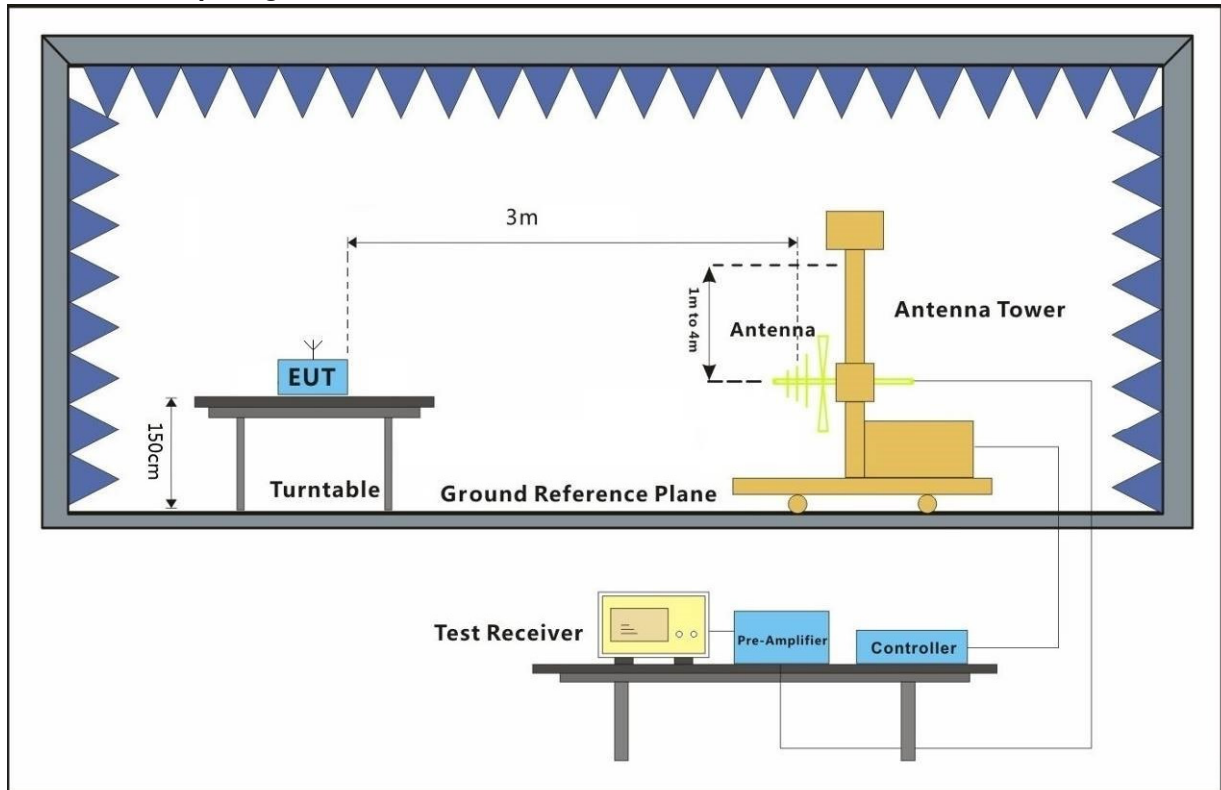 3m
1m to 4m
Antenna
Antenna Tower
EUT
150cm
Turntable
Ground Reference Plane
Test Receiver
Pre-Amplifier
Controller